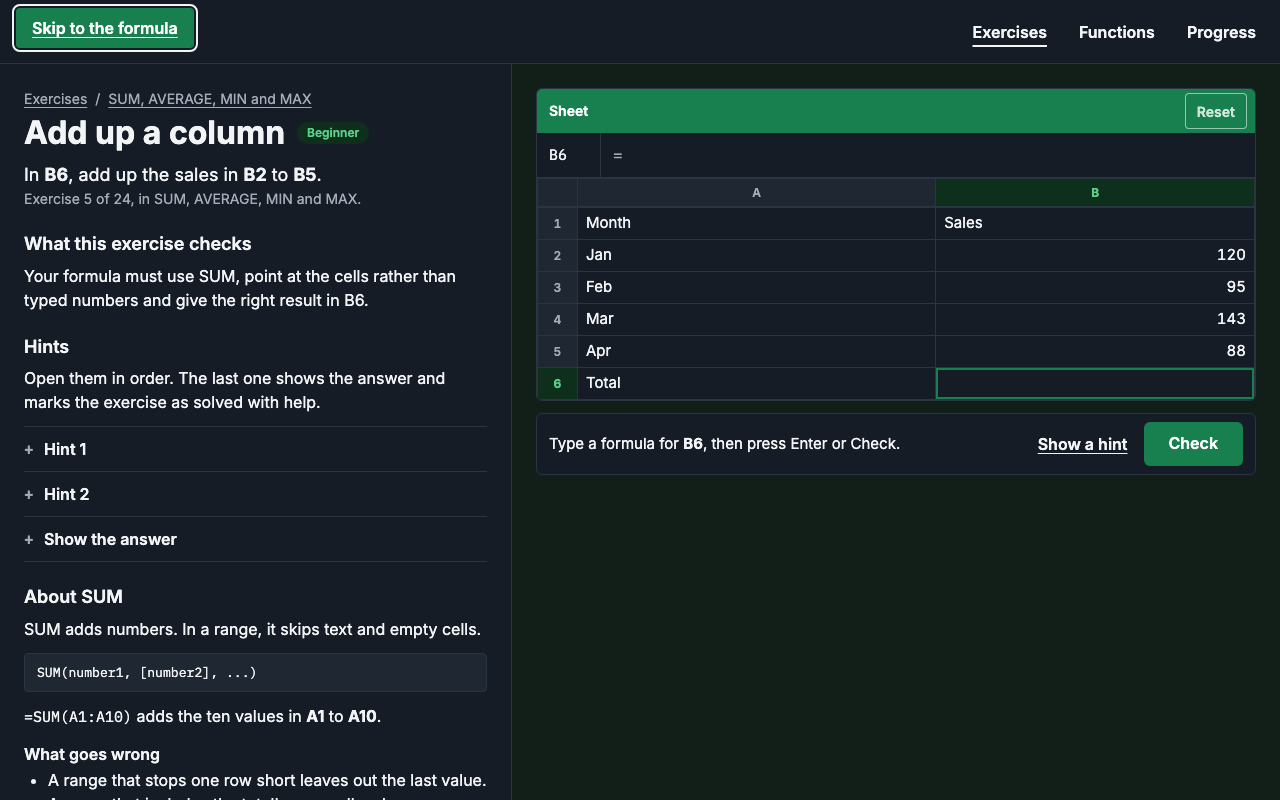 Skip to the formula
Exercises
Functions
Progress
Exercises / SUM, AVERAGE, MIN and MAX
Add up a column
Beginner
In B6, add up the sales in B2 to B5.
Exercise 5 of 24, in SUM, AVERAGE, MIN and MAX.
What this exercise checks
Your formula must use SUM, point at the cells rather than
typed numbers and give the right result in B6.
Hints
Open them in order. The last one shows the answer and
marks the exercise as solved with help.
+ Hint 1
+ Hint 2
+ Show the answer
About SUM
SUM adds numbers. In a range, it skips text and empty cells.
SUM(number1, [number2], ...)
=SUM(A1:A10) adds the ten values in A1 to A10.
What goes wrong
• A range that stops one row short leaves out the last value.
Sheet
Reset
B6 =
A B
1 Month Sales
2 Jan 120
3 Feb 95
4 Mar 143
5 Apr 88
6 Total
Type a formula for B6, then press Enter or Check.
Show a hint
Check